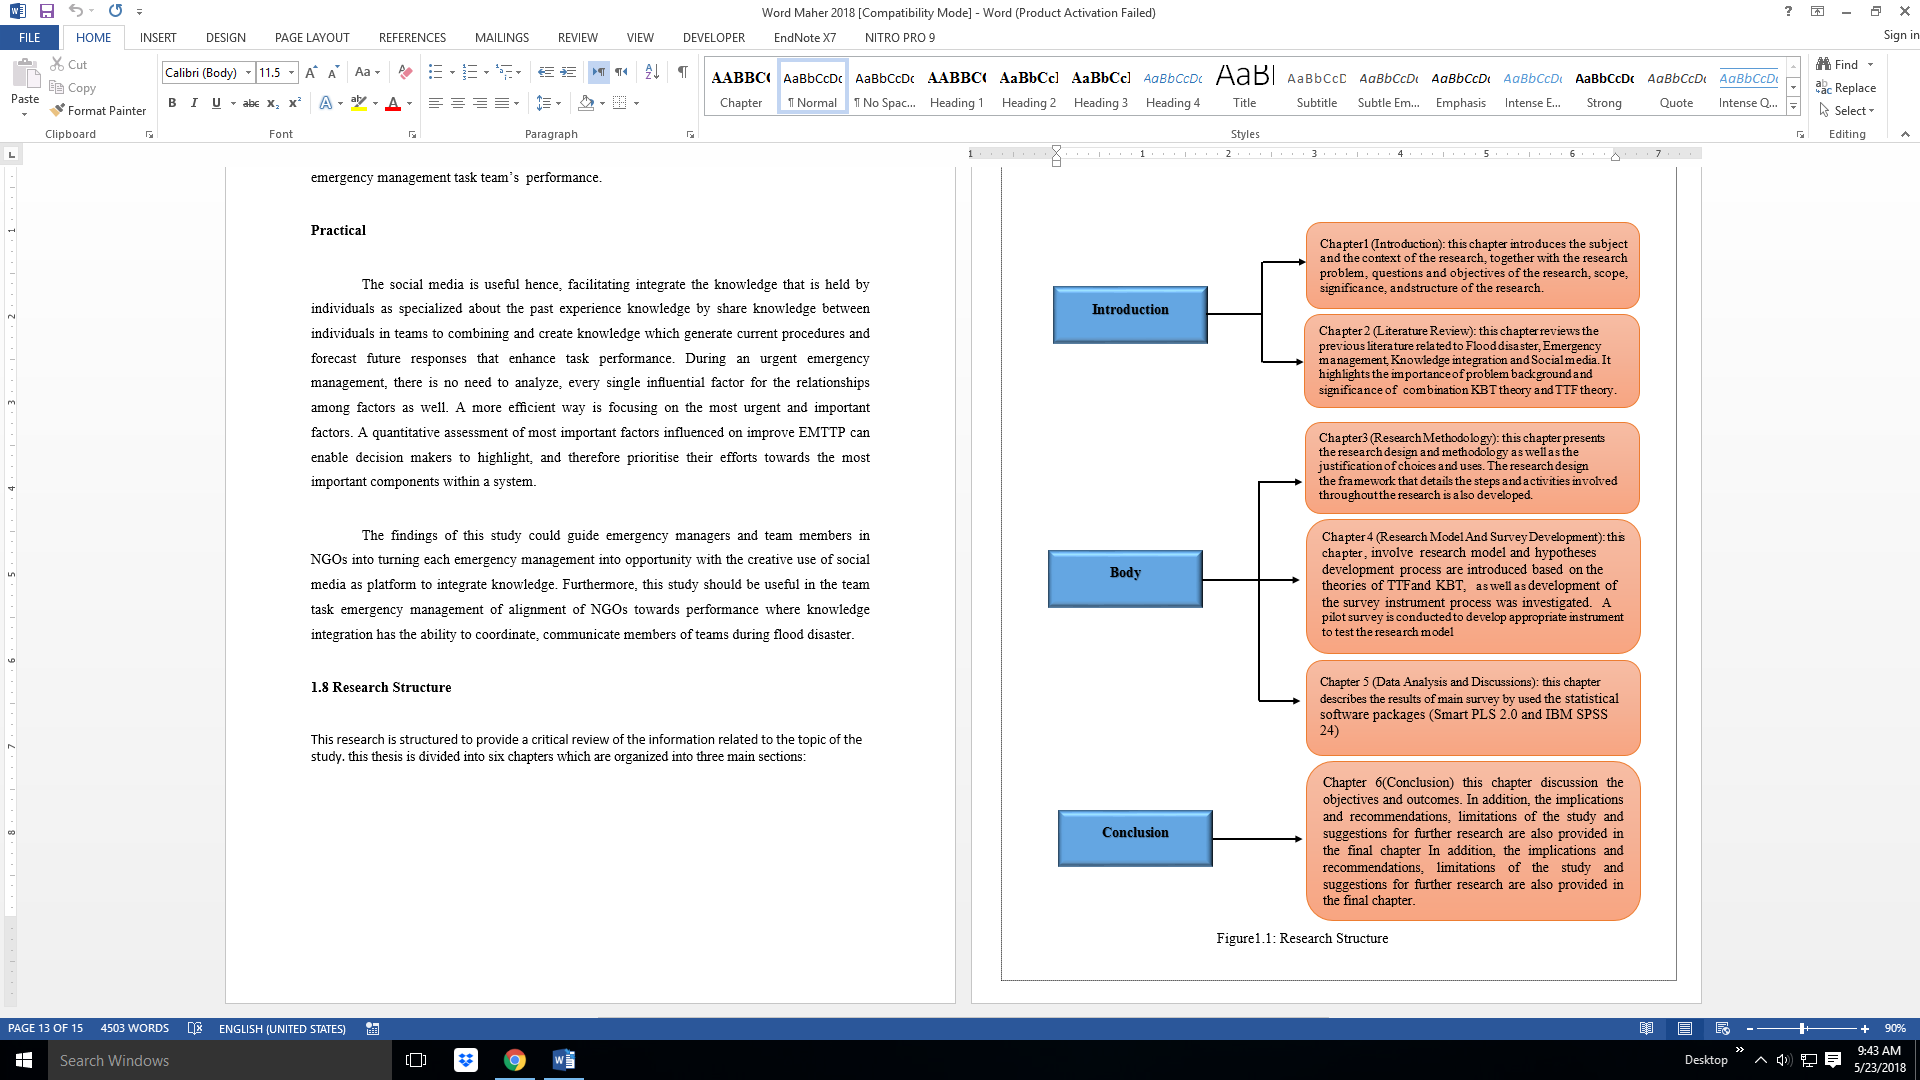 Word Maher 2018 [Compatibility Mode] - Word (Product Activation Failed)
FILE HOME INSERT DESIGN PAGE LAYOUT REFERENCES MAILINGS REVIEW VIEW DEVELOPER EndNote X7 NITRO PRO 9 Sign in
Paste
Cut
Copy
Format Painter
Clipboard
Calibri (Body) 11.5
Font
Paragraph
AABBCC AaBbCcDc AaBbCcDc AABBC AaBbCcI AaBbCcI AaBbCcDc AaBl AaBbCcD AaBbCcDc AaBbCcDc AaBbCcDc AaBbCcDc AaBbCcDc AaBbCcDc
Chapter ¶ Normal ¶ No Spac... Heading 1 Heading 2 Heading 3 Heading 4 Title Subtitle Subtle Em... Emphasis Intense E... Strong Quote Intense Q...
Styles
Find
Replace
Select
Editing
emergency management task team’s performance.
Practical
The social media is useful hence, facilitating integrate the knowledge that is held by
individuals as specialized about the past experience knowledge by share knowledge between
individuals in teams to combining and create knowledge which generate current procedures and
forecast future responses that enhance task performance. During an urgent emergency
management, there is no need to analyze, every single influential factor for the relationships
among factors as well. A more efficient way is focusing on the most urgent and important
factors. A quantitative assessment of most important factors influenced on improve EMTTP can
enable decision makers to highlight, and therefore prioritise their efforts towards the most
important components within a system.
The findings of this study could guide emergency managers and team members in
NGOs into turning each emergency management into opportunity with the creative use of social
media as platform to integrate knowledge. Furthermore, this study should be useful in the team
task emergency management of alignment of NGOs towards performance where knowledge
integration has the ability to coordinate, communicate members of teams during flood disaster.
1.8 Research Structure
This research is structured to provide a critical review of the information related to the topic of the
study. this thesis is divided into six chapters which are organized into three main sections:
Introduction
Chapter1 (Introduction): this chapter introduces the subject
and the context of the research, together with the research
problem, questions and objectives of the research, scope,
significance, andstructure of the research.
Chapter 2 (Literature Review): this chapter reviews the
previous literature related to Flood disaster, Emergency
management, Knowledge integration and Social media. It
highlights the importance of problem background and
significance of combination KBT theory and TTF theory.
Body
Chapter3 (Research Methodology): this chapter presents
the research design and methodology as well as the
justification of choices and uses. The research design
the framework that details the steps and activities involved
throughout the research is also developed.
Chapter 4 (Research Model And Survey Development): this
chapter, involve research model and hypotheses
development process are introduced based on the
theories of TTFand KBT, as well as development of
the survey instrument process was investigated. A
pilot survey is conducted to develop appropriate instrument
to test the research model
Chapter 5 (Data Analysis and Discussions): this chapter
describes the results of main survey by used the statistical
software packages (Smart PLS 2.0 and IBM SPSS
24)
Conclusion
Chapter 6(Conclusion) this chapter discussion the
objectives and outcomes. In addition, the implications
and recommendations, limitations of the study and
suggestions for further research are also provided in
the final chapter In addition, the implications and
recommendations, limitations of the study and
suggestions for further research are also provided in
the final chapter.
Figure1.1: Research Structure
PAGE 13 OF 15 4503 WORDS ENGLISH (UNITED STATES) 90%
Search Windows
Desktop
9:43 AM
5/23/2018